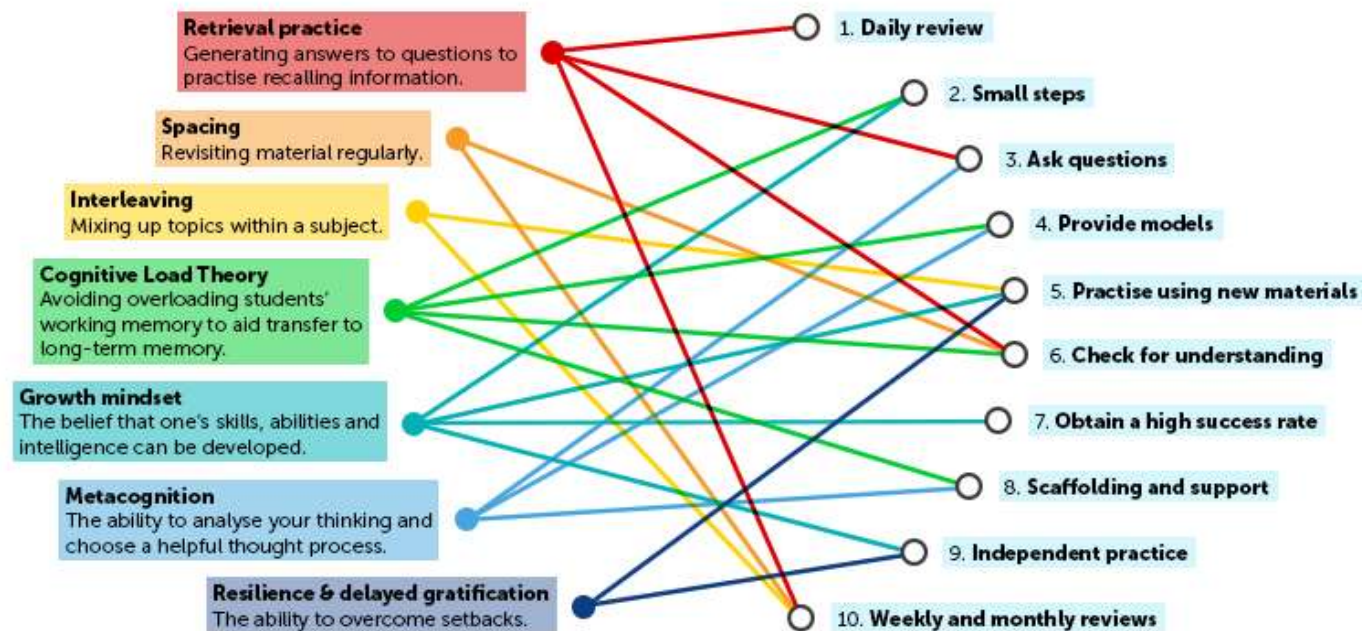 Retrieval practice
Generating answers to questions to
practise recalling information.
Spacing
Revisiting material regularly.
Interleaving
Mixing up topics within a subject.
Cognitive Load Theory
Avoiding overloading students'
working memory to aid transfer to
long-term memory.
Growth mindset
The belief that one's skills, abilities and
intelligence can be developed.
Metacognition
The ability to analyse your thinking and
choose a helpful thought process.
Resilience & delayed gratification
The ability to overcome setbacks.
1. Daily review
2. Small steps
3. Ask questions
4. Provide models
5. Practise using new materials
6. Check for understanding
7. Obtain a high success rate
8. Scaffolding and support
9. Independent practice
10. Weekly and monthly reviews